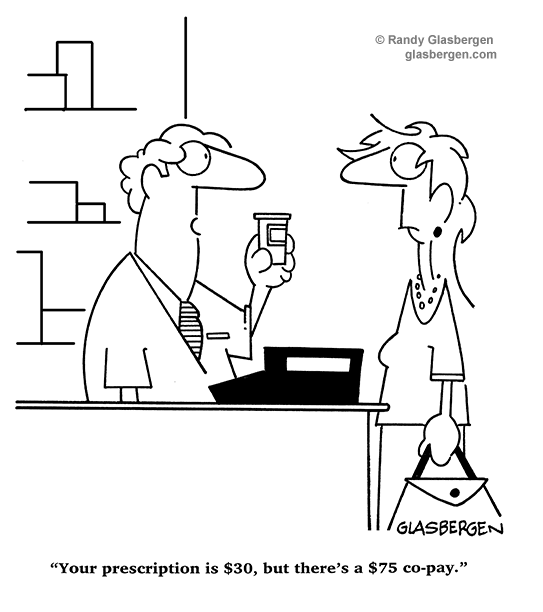 © Randy Glasbergen
glasbergen.com
GLASBERGEN
“Your prescription is $30, but there’s a $75 co-pay.”